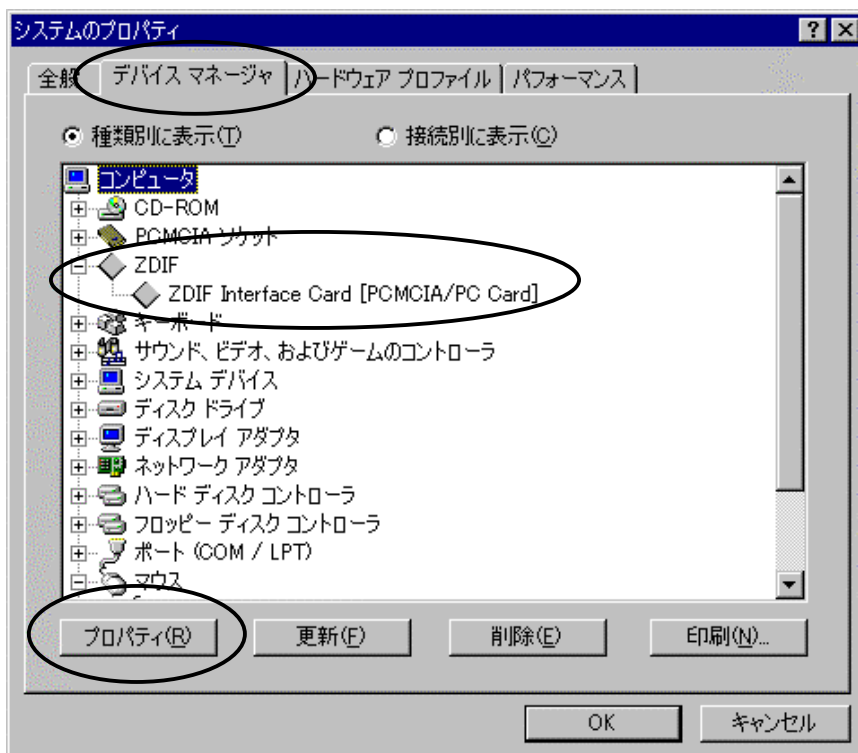 システムのプロパティ
全般 デバイス マネージャ ハードウェア プロファイル パフォーマンス
種類別に表示(T) 接続別に表示(C)
コンピュータ
CD-ROM
PCMCIA ソケット
ZDIF
ZDIF Interface Card [PCMCIA/PC Card]
キーボード
サウンド、ビデオ、およびゲームのコントローラ
システム デバイス
ディスク ドライブ
ディスプレイ アダプタ
ネットワーク アダプタ
ハード ディスク コントローラ
フロッピー ディスク コントローラ
ポート (COM / LPT)
マウス
プロパティ(R) 更新(F) 削除(E) 印刷(N)...
OK キャンセル